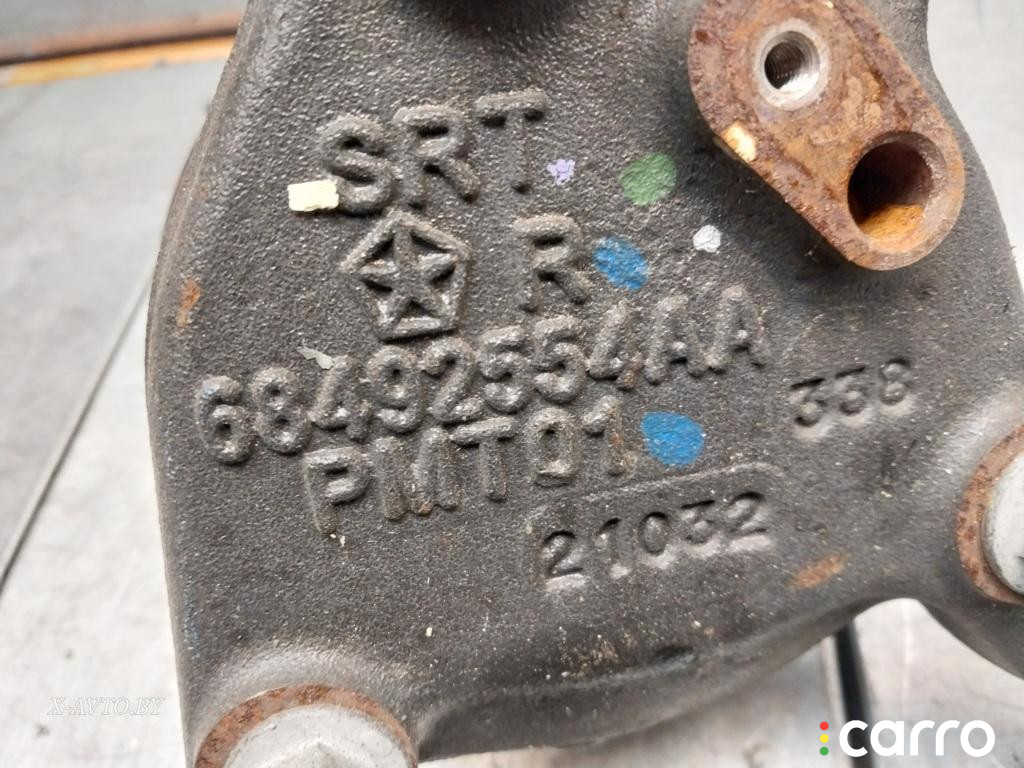 SRT
R
68492554AA
PMT01
338
21032
X-AVTO.BY
carro